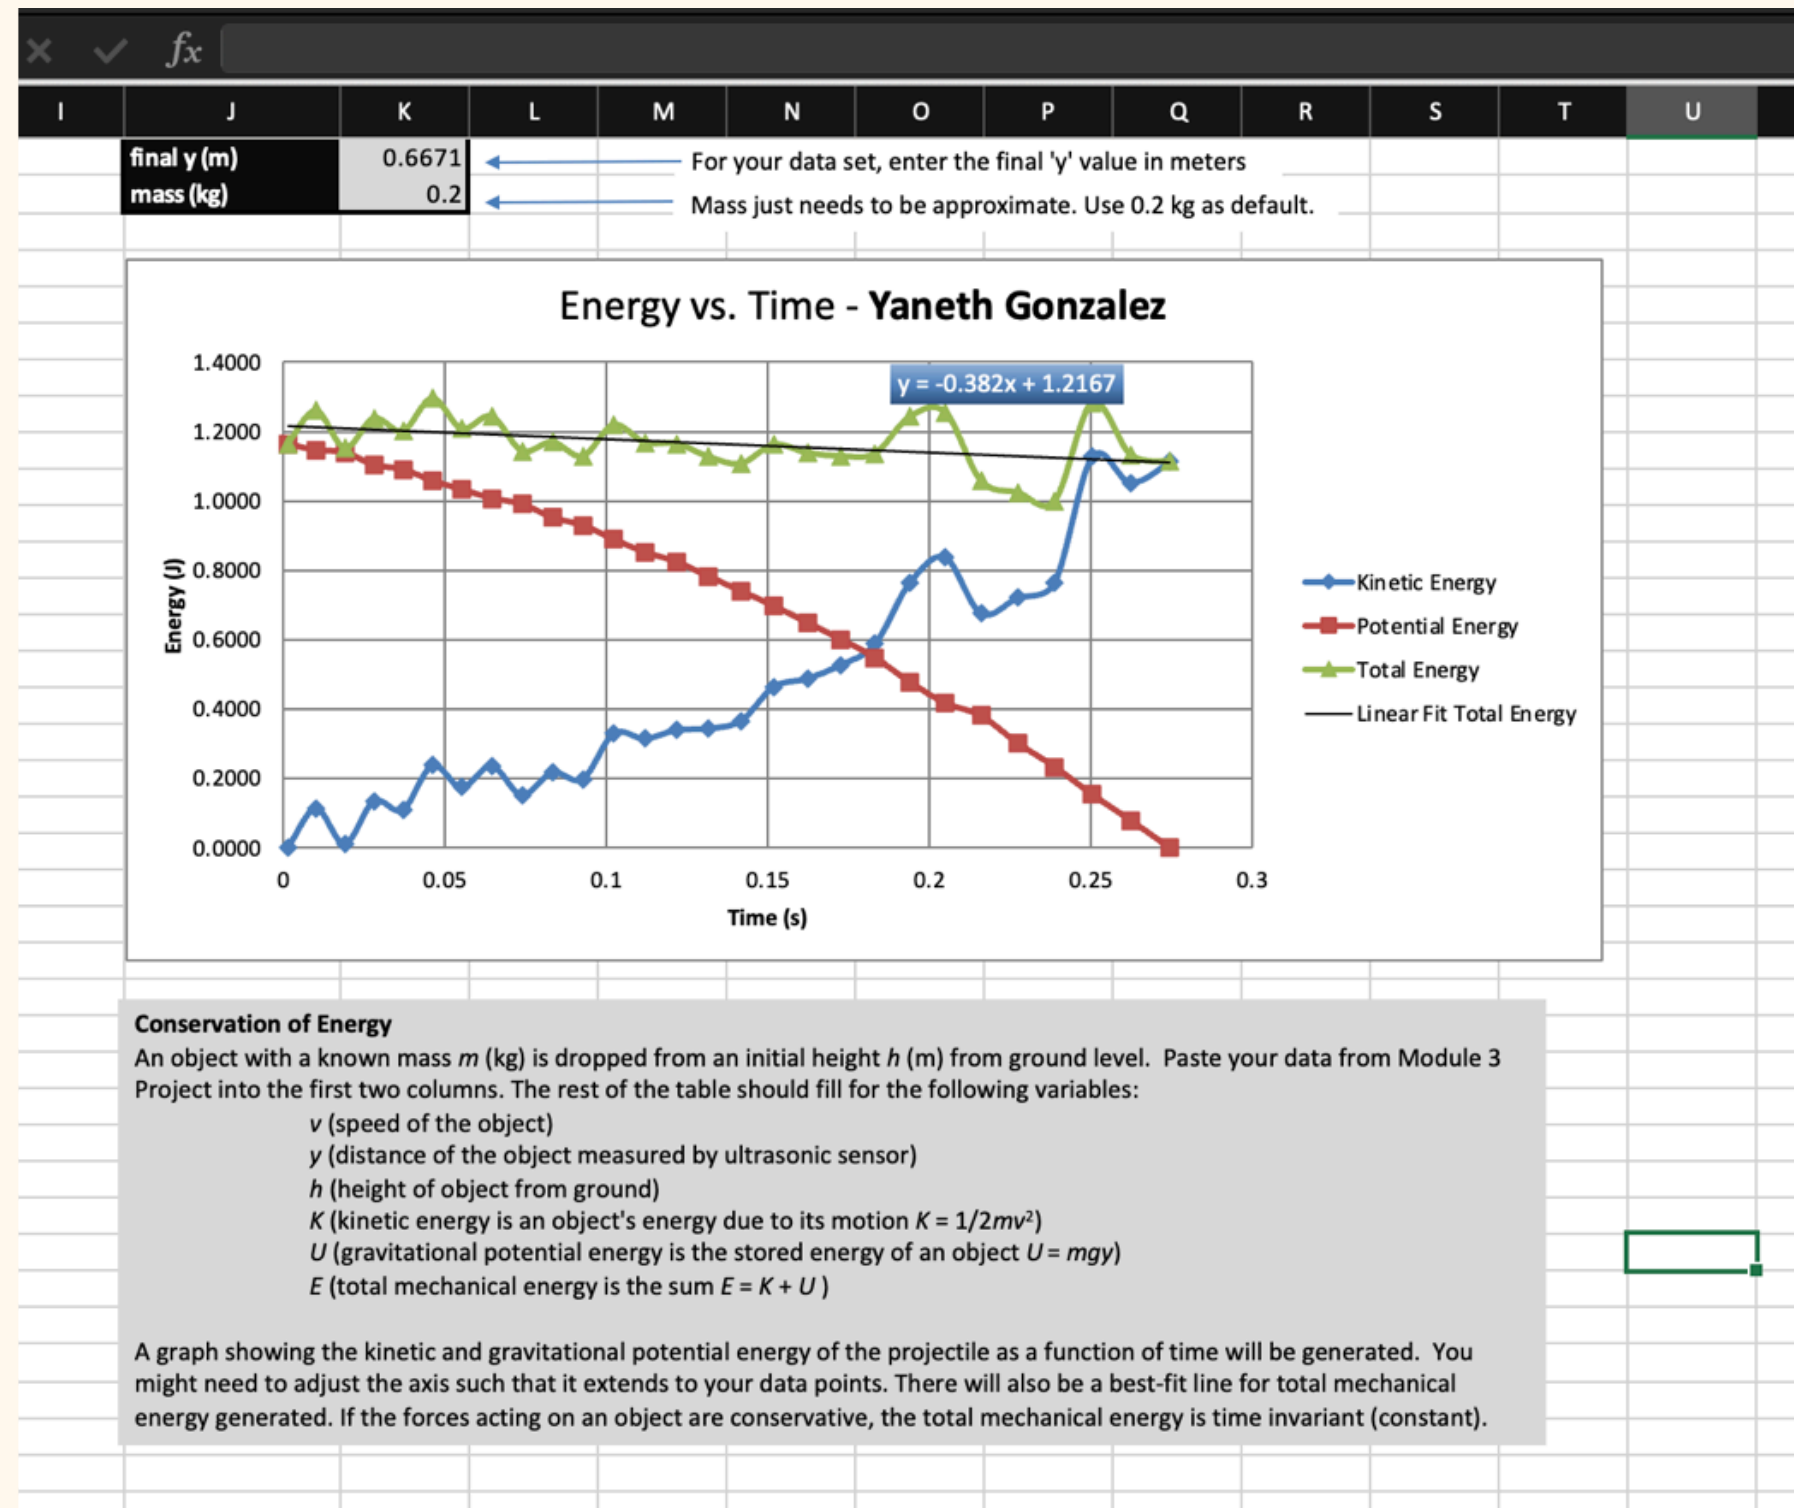 fx
I J K L M N O P Q R S T U
final y (m) 0.6671 For your data set, enter the final 'y' value in meters
mass (kg) 0.2 Mass just needs to be approximate. Use 0.2 kg as default.
Energy vs. Time - Yaneth Gonzalez
y = -0.382x + 1.2167
1.4000
1.2000
1.0000
0.8000
0.6000
0.4000
0.2000
0.0000
Energy (J)
0 0.05 0.1 0.15 0.2 0.25 0.3
Time (s)
Kinetic Energy
Potential Energy
Total Energy
Linear Fit Total Energy
Conservation of Energy
An object with a known mass m (kg) is dropped from an initial height h (m) from ground level. Paste your data from Module 3
Project into the first two columns. The rest of the table should fill for the following variables:
v (speed of the object)
y (distance of the object measured by ultrasonic sensor)
h (height of object from ground)
K (kinetic energy is an object's energy due to its motion K = 1/2mv²)
U (gravitational potential energy is the stored energy of an object U = mgy)
E (total mechanical energy is the sum E = K + U )
A graph showing the kinetic and gravitational potential energy of the projectile as a function of time will be generated. You
might need to adjust the axis such that it extends to your data points. There will also be a best-fit line for total mechanical
energy generated. If the forces acting on an object are conservative, the total mechanical energy is time invariant (constant).